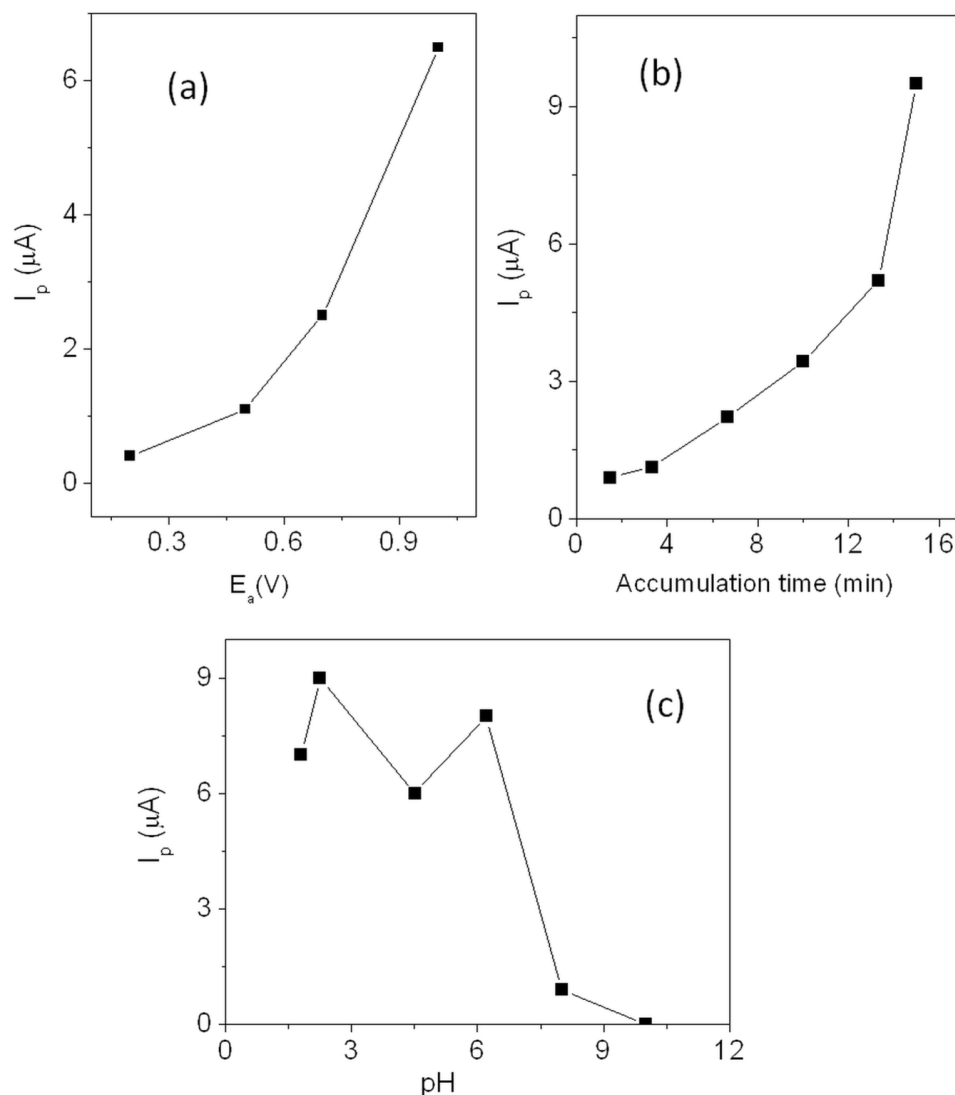 (a)
6
4
2
0
I_p (μA)
0.3 0.6 0.9
E_a(V)
(b)
9
6
3
0
I_p (μA)
0 4 8 12 16
Accumulation time (min)
(c)
9
6
3
0
I_p (μA)
0 3 6 9 12
pH